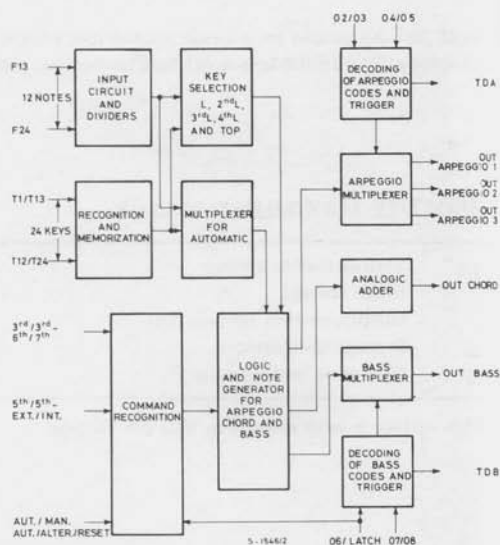 02/03 04/05
F13
12 NOTES
F24
INPUT
CIRCUIT
AND
DIVIDERS
KEY
SELECTION
L, 2ndL,
3rdL, 4thL
AND TOP
DECODING
OF ARPEGGIO
CODES AND
TRIGGER
TDA
T1/T13
24 KEYS
T12/T24
RECOGNITION
AND
MEMORIZATION
MULTIPLEXER
FOR
AUTOMATIC
ARPEGGIO
MULTIPLEXER
OUT
ARPEGGIO 1
OUT
ARPEGGIO 2
OUT
ARPEGGIO 3
ANALOGIC
ADDER
OUT CHORD
3rd/3rd-
6th/7th
5th/5th-
EXT./INT.
AUT./MAN.
AUT./ALTER/RESET
COMMAND
RECOGNITION
LOGIC
AND NOTE
GENERATOR
FOR
ARPEGGIO
CHORD AND
BASS
BASS
MULTIPLEXER
OUT BASS
DECODING
OF BASS
CODES AND
TRIGGER
TDB
S-1546/2
06/LATCH 07/08